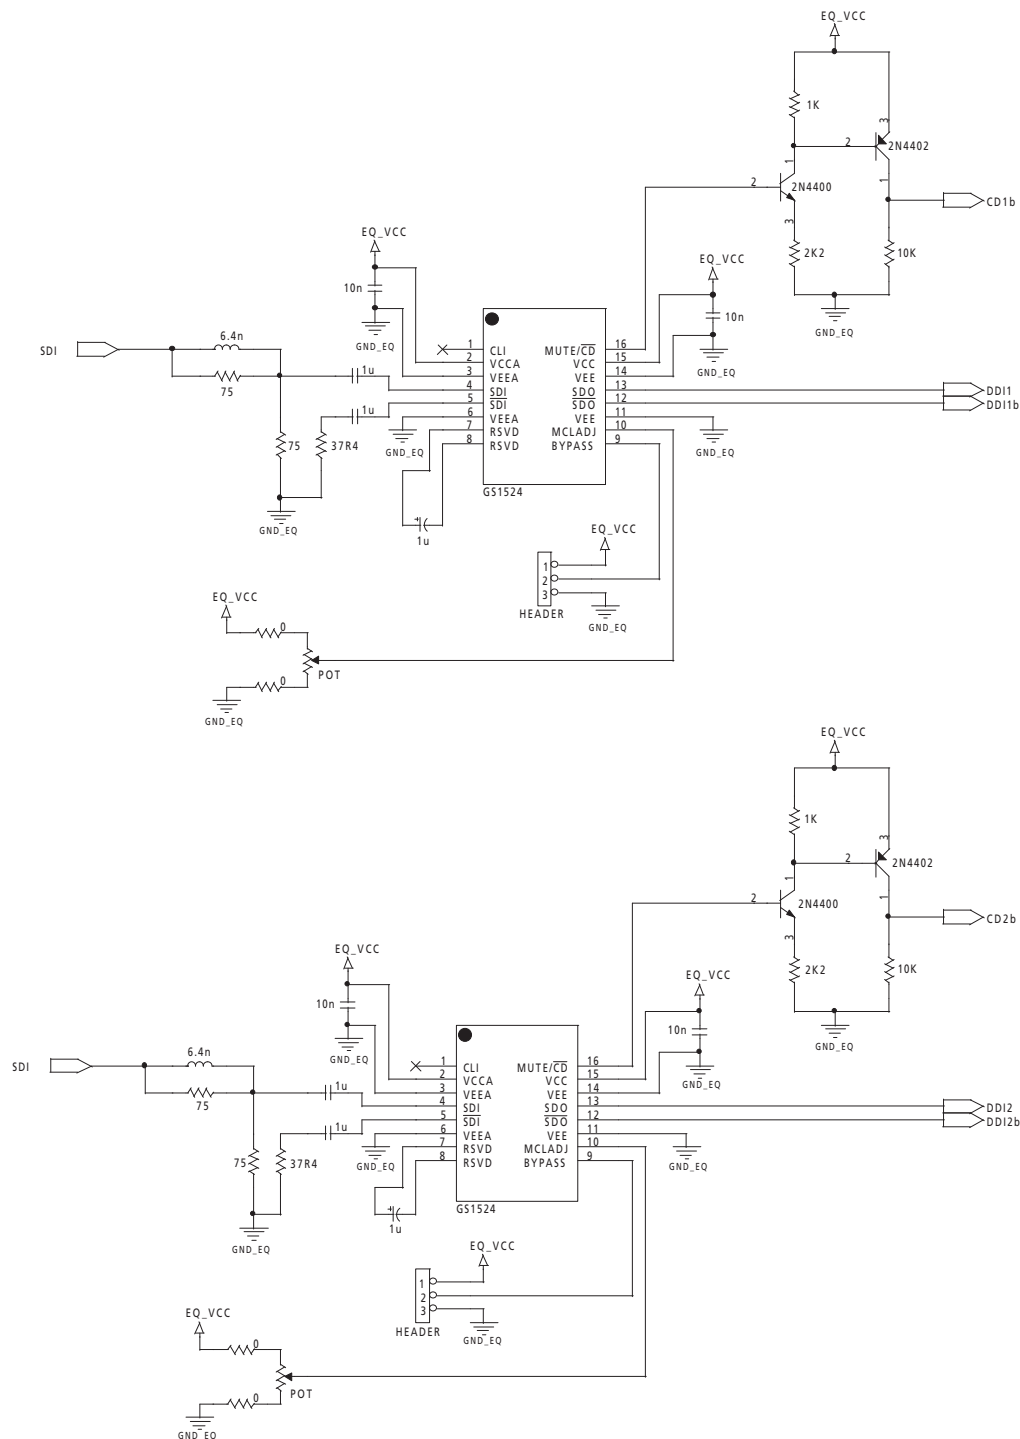 EQ_VCC
1K
3
2
2N4402
1
2
2N4400
1
CD1b
3
EQ_VCC
2K2
10K
EQ_VCC
10n
10n
GND_EQ
6.4n
GND_EQ
SDI
1 CLI MUTE/CD 16
2 VCCA VCC 15
GND_EQ
3 VEEA VEE 14
1u
4 SDI SDO 13 DDI1
75
5 SDI SDO 12 DDI1b
1u
6 VEEA VEE 11
7 RSVD MCLADJ 10
75 37R4
8 RSVD BYPASS 9
GND_EQ
GND_EQ
GS1524
GND_EQ
+
1u
EQ_VCC
1
2
3
HEADER
GND_EQ
EQ_VCC
0
POT
0
GND_EQ
EQ_VCC
1K
3
2
2N4402
1
2
2N4400
1
CD2b
3
EQ_VCC
2K2
10K
EQ_VCC
10n
10n
GND_EQ
6.4n
GND_EQ
SDI
1 CLI MUTE/CD 16
2 VCCA VCC 15
GND_EQ
3 VEEA VEE 14
1u
4 SDI SDO 13 DDI2
75
5 SDI SDO 12 DDI2b
1u
6 VEEA VEE 11
7 RSVD MCLADJ 10
75 37R4
8 RSVD BYPASS 9
GND_EQ
GND_EQ
GS1524
+
1u
GND_EQ
EQ_VCC
1
2
3
HEADER
GND_EQ
EQ_VCC
0
POT
0
GND_EQ